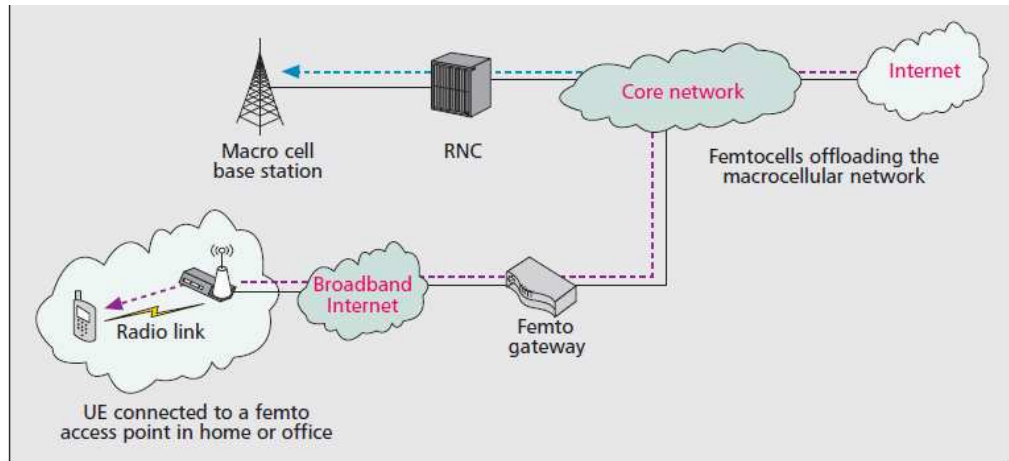 Internet
Core network
Macro cell
base station
RNC
Femtocells offloading the
macrocellular network
Broadband
Internet
Radio link
Femto
gateway
UE connected to a femto
access point in home or office